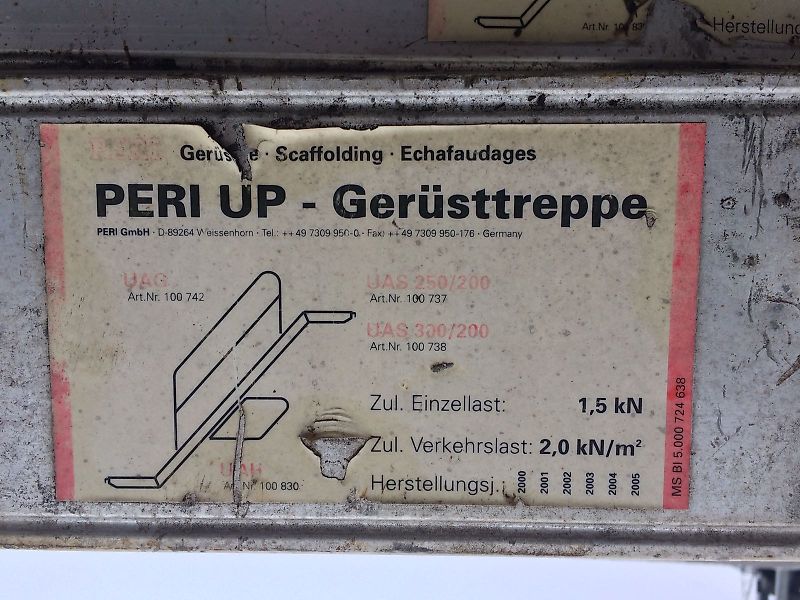 Art.Nr. 100 830
Herstellung
PERI Gerüste · Scaffolding · Echafaudages
PERI UP - Gerüsttreppe
PERI GmbH · D-89264 Weissenhorn · Tel.: ++49 7309 950-0 · Fax: ++49 7309 950-176 · Germany
UAG
Art.Nr. 100 742
UAS 250/200
Art.Nr. 100 737
UAS 300/200
Art.Nr. 100 738
Zul. Einzellast: 1,5 kN
Zul. Verkehrslast: 2,0 kN/m²
UAH
Art.Nr. 100 830
Herstellungsj.: 2000 2001 2002 2003 2004 2005
MS BI 5.000 724 638